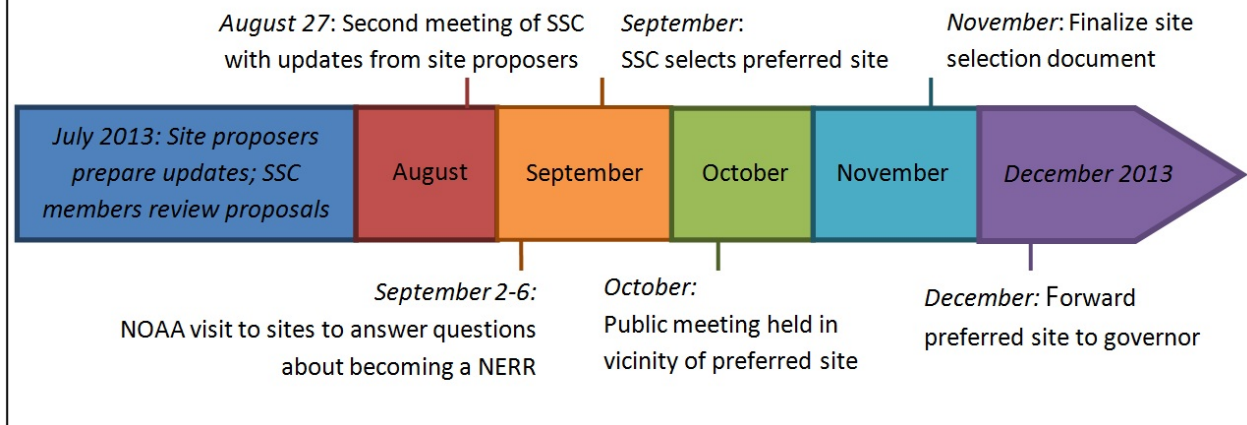 August 27: Second meeting of SSC
with updates from site proposers
September:
SSC selects preferred site
November: Finalize site
selection document
July 2013: Site proposers
prepare updates; SSC
members review proposals
August
September
October
November
December 2013
September 2-6:
NOAA visit to sites to answer questions
about becoming a NERR
October:
Public meeting held in
vicinity of preferred site
December: Forward
preferred site to governor